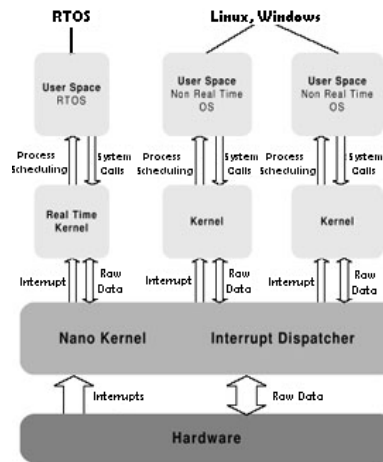 RTOS
Linux, Windows
User Space
RTOS
User Space
Non Real Time
OS
User Space
Non Real Time
OS
Process
Scheduling
System
Calls
Process
Scheduling
System
Calls
Process
Scheduling
System
Calls
Real Time
Kernel
Kernel
Kernel
Interrupt
Raw
Data
Interrupt
Raw
Data
Interrupt
Raw
Data
Nano Kernel
Interrupt Dispatcher
Interrupts
Raw Data
Hardware